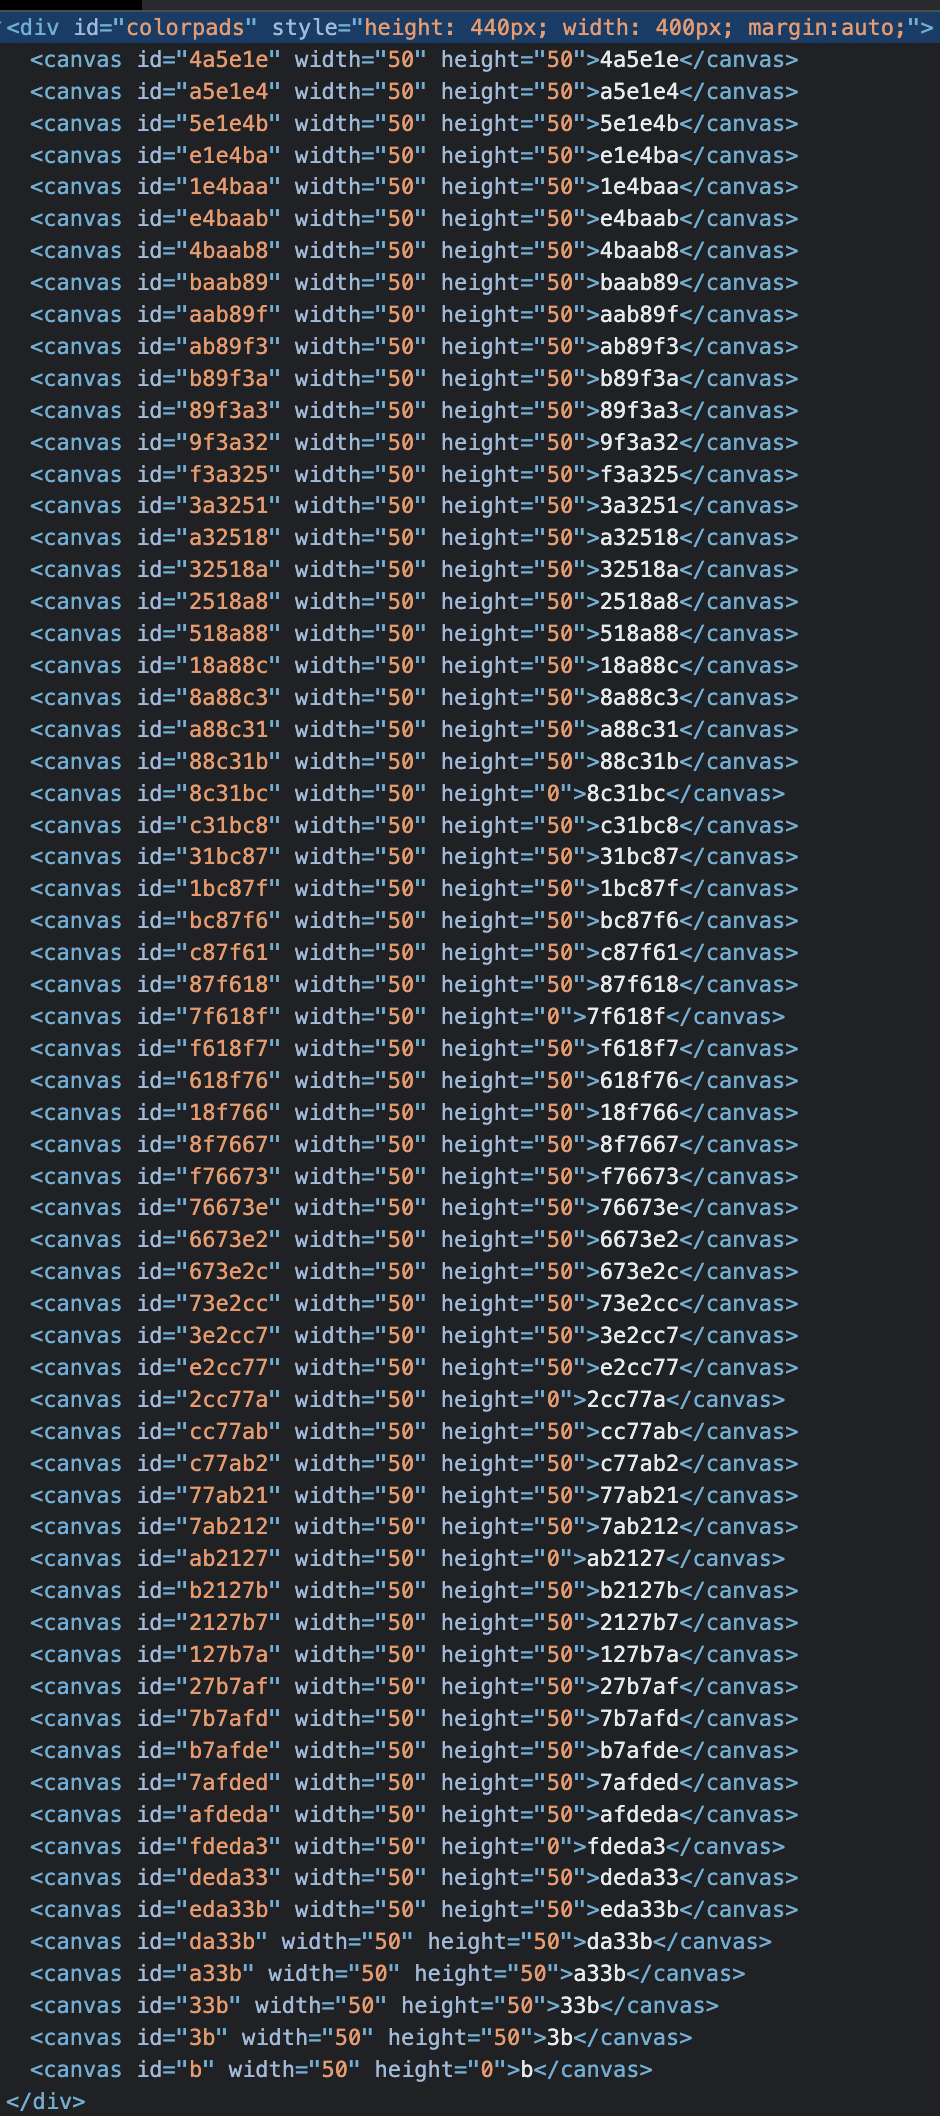 <div id="colorpads" style="height: 440px; width: 400px; margin:auto;">
<canvas id="4a5e1e" width="50" height="50">4a5e1e</canvas>
<canvas id="a5e1e4" width="50" height="50">a5e1e4</canvas>
<canvas id="5e1e4b" width="50" height="50">5e1e4b</canvas>
<canvas id="e1e4ba" width="50" height="50">e1e4ba</canvas>
<canvas id="1e4baa" width="50" height="50">1e4baa</canvas>
<canvas id="e4baab" width="50" height="50">e4baab</canvas>
<canvas id="4baab8" width="50" height="50">4baab8</canvas>
<canvas id="baab89" width="50" height="50">baab89</canvas>
<canvas id="aab89f" width="50" height="50">aab89f</canvas>
<canvas id="ab89f3" width="50" height="50">ab89f3</canvas>
<canvas id="b89f3a" width="50" height="50">b89f3a</canvas>
<canvas id="89f3a3" width="50" height="50">89f3a3</canvas>
<canvas id="9f3a32" width="50" height="50">9f3a32</canvas>
<canvas id="f3a325" width="50" height="50">f3a325</canvas>
<canvas id="3a3251" width="50" height="50">3a3251</canvas>
<canvas id="a32518" width="50" height="50">a32518</canvas>
<canvas id="32518a" width="50" height="50">32518a</canvas>
<canvas id="2518a8" width="50" height="50">2518a8</canvas>
<canvas id="518a88" width="50" height="50">518a88</canvas>
<canvas id="18a88c" width="50" height="50">18a88c</canvas>
<canvas id="8a88c3" width="50" height="50">8a88c3</canvas>
<canvas id="a88c31" width="50" height="50">a88c31</canvas>
<canvas id="88c31b" width="50" height="50">88c31b</canvas>
<canvas id="8c31bc" width="50" height="0">8c31bc</canvas>
<canvas id="c31bc8" width="50" height="50">c31bc8</canvas>
<canvas id="31bc87" width="50" height="50">31bc87</canvas>
<canvas id="1bc87f" width="50" height="50">1bc87f</canvas>
<canvas id="bc87f6" width="50" height="50">bc87f6</canvas>
<canvas id="c87f61" width="50" height="50">c87f61</canvas>
<canvas id="87f618" width="50" height="50">87f618</canvas>
<canvas id="7f618f" width="50" height="0">7f618f</canvas>
<canvas id="f618f7" width="50" height="50">f618f7</canvas>
<canvas id="618f76" width="50" height="50">618f76</canvas>
<canvas id="18f766" width="50" height="50">18f766</canvas>
<canvas id="8f7667" width="50" height="50">8f7667</canvas>
<canvas id="f76673" width="50" height="50">f76673</canvas>
<canvas id="76673e" width="50" height="50">76673e</canvas>
<canvas id="6673e2" width="50" height="50">6673e2</canvas>
<canvas id="673e2c" width="50" height="50">673e2c</canvas>
<canvas id="73e2cc" width="50" height="50">73e2cc</canvas>
<canvas id="3e2cc7" width="50" height="50">3e2cc7</canvas>
<canvas id="e2cc77" width="50" height="50">e2cc77</canvas>
<canvas id="2cc77a" width="50" height="0">2cc77a</canvas>
<canvas id="cc77ab" width="50" height="50">cc77ab</canvas>
<canvas id="c77ab2" width="50" height="50">c77ab2</canvas>
<canvas id="77ab21" width="50" height="50">77ab21</canvas>
<canvas id="7ab212" width="50" height="50">7ab212</canvas>
<canvas id="ab2127" width="50" height="0">ab2127</canvas>
<canvas id="b2127b" width="50" height="50">b2127b</canvas>
<canvas id="2127b7" width="50" height="50">2127b7</canvas>
<canvas id="127b7a" width="50" height="50">127b7a</canvas>
<canvas id="27b7af" width="50" height="50">27b7af</canvas>
<canvas id="7b7afd" width="50" height="50">7b7afd</canvas>
<canvas id="b7afde" width="50" height="50">b7afde</canvas>
<canvas id="7afded" width="50" height="50">7afded</canvas>
<canvas id="afdeda" width="50" height="50">afdeda</canvas>
<canvas id="fdeda3" width="50" height="0">fdeda3</canvas>
<canvas id="deda33" width="50" height="50">deda33</canvas>
<canvas id="eda33b" width="50" height="50">eda33b</canvas>
<canvas id="da33b" width="50" height="50">da33b</canvas>
<canvas id="a33b" width="50" height="50">a33b</canvas>
<canvas id="33b" width="50" height="50">33b</canvas>
<canvas id="3b" width="50" height="50">3b</canvas>
<canvas id="b" width="50" height="0">b</canvas>
</div>